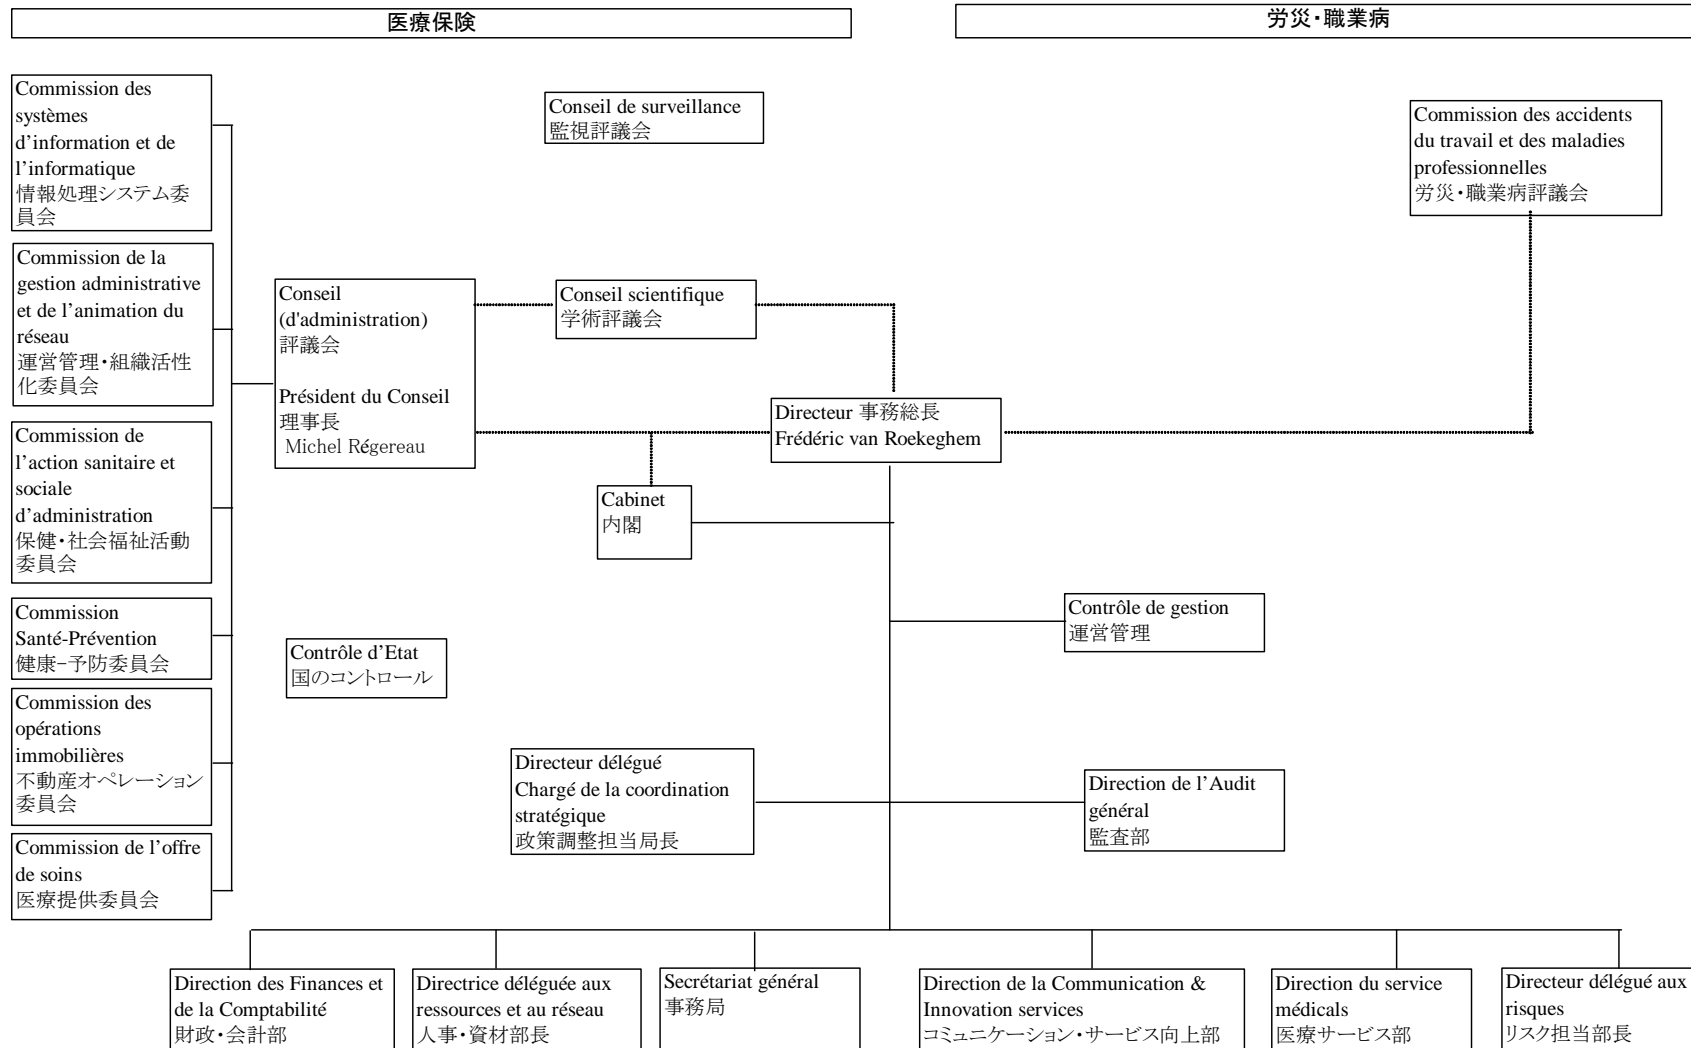 医療保険
労災・職業病
Commission des
systèmes
d'information et de
l'informatique
情報処理システム委
員会
Conseil de surveillance
監視評議会
Commission des accidents
du travail et des maladies
professionnelles
労災・職業病評議会
Commission de la
gestion administrative
et de l'animation du
réseau
運営管理・組織活性
化委員会
Conseil
(d'administration)
評議会
Président du Conseil
理事長
Michel Régereau
Conseil scientifique
学術評議会
Directeur 事務総長
Frédéric van Roekeghem
Commission de
l'action sanitaire et
sociale
d'administration
保健・社会福祉活動
委員会
Cabinet
内閣
Commission
Santé-Prévention
健康-予防委員会
Contrôle d'Etat
国のコントロール
Contrôle de gestion
運営管理
Commission des
opérations
immobilières
不動産オペレーション
委員会
Directeur délégué
Chargé de la coordination
stratégique
政策調整担当局長
Direction de l'Audit
général
監査部
Commission de l'offre
de soins
医療提供委員会
Direction des Finances et
de la Comptabilité
財政・会計部
Directrice déléguée aux
ressources et au réseau
人事・資材部長
Secrétariat général
事務局
Direction de la Communication &
Innovation services
コミュニケーション・サービス向上部
Direction du service
médicals
医療サービス部
Directeur délégué aux
risques
リスク担当部長